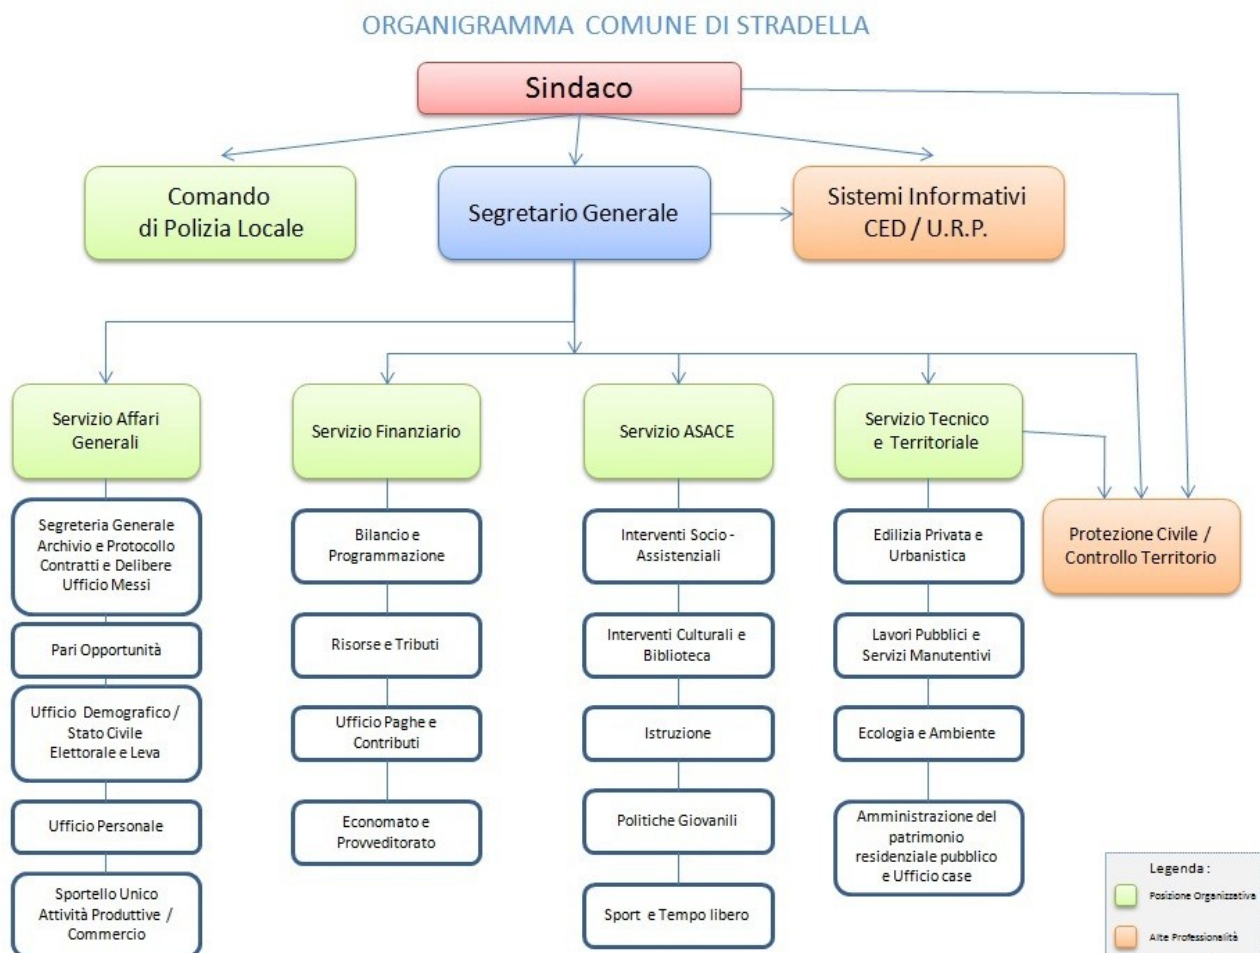 ORGANIGRAMMA COMUNE DI STRADELLA
Sindaco
Comando
di Polizia Locale
Segretario Generale
Sistemi Informativi
CED / U.R.P.
Servizio Affari
Generali
Servizio Finanziario
Servizio ASACE
Servizio Tecnico
e Territoriale
Protezione Civile /
Controllo Territorio
Segreteria Generale
Archivio e Protocollo
Contratti e Delibere
Ufficio Messi
Pari Opportunità
Ufficio Demografico /
Stato Civile
Elettorale e Leva
Ufficio Personale
Sportello Unico
Attività Produttive /
Commercio
Bilancio e
Programmazione
Risorse e Tributi
Ufficio Paghe e
Contributi
Economato e
Provveditorato
Interventi Socio -
Assistenziali
Interventi Culturali e
Biblioteca
Istruzione
Politiche Giovanili
Sport e Tempo libero
Edilizia Privata e
Urbanistica
Lavori Pubblici e
Servizi Manutentivi
Ecologia e Ambiente
Amministrazione del
patrimonio
residenziale pubblico
e Ufficio case
Legenda :
Posizione Organizzativa
Alte Professionalità